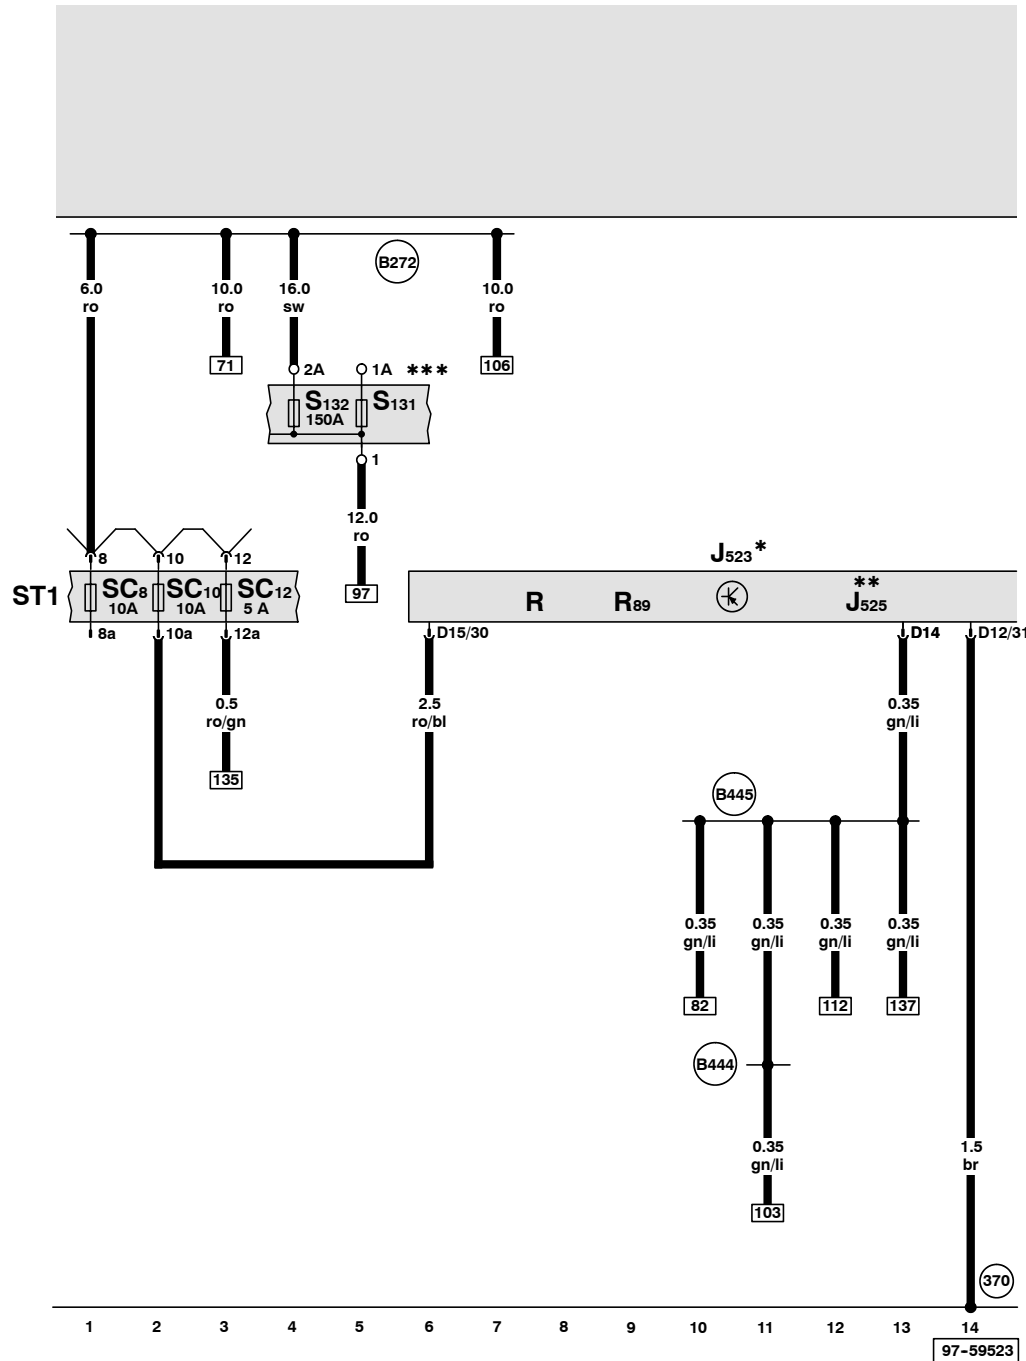 B272
6.0 10.0 16.0 10.0
ro ro sw ro
71 2A 1A *** 106
S132 S131
150A
1
12.0
ro
97
8 10 12
J523*
ST1 SC8 SC10 SC12 R R89 ** J525
10A 10A 5 A
8a 10a 12a D15/30 D14 D12/31
0.5 2.5 0.35
ro/gn ro/bl gn/li
135
B445
0.35 0.35 0.35 0.35
gn/li gn/li gn/li gn/li
82 112 137
B444
0.35 1.5
gn/li br
103
370
1 2 3 4 5 6 7 8 9 10 11 12 13 14
97-59523